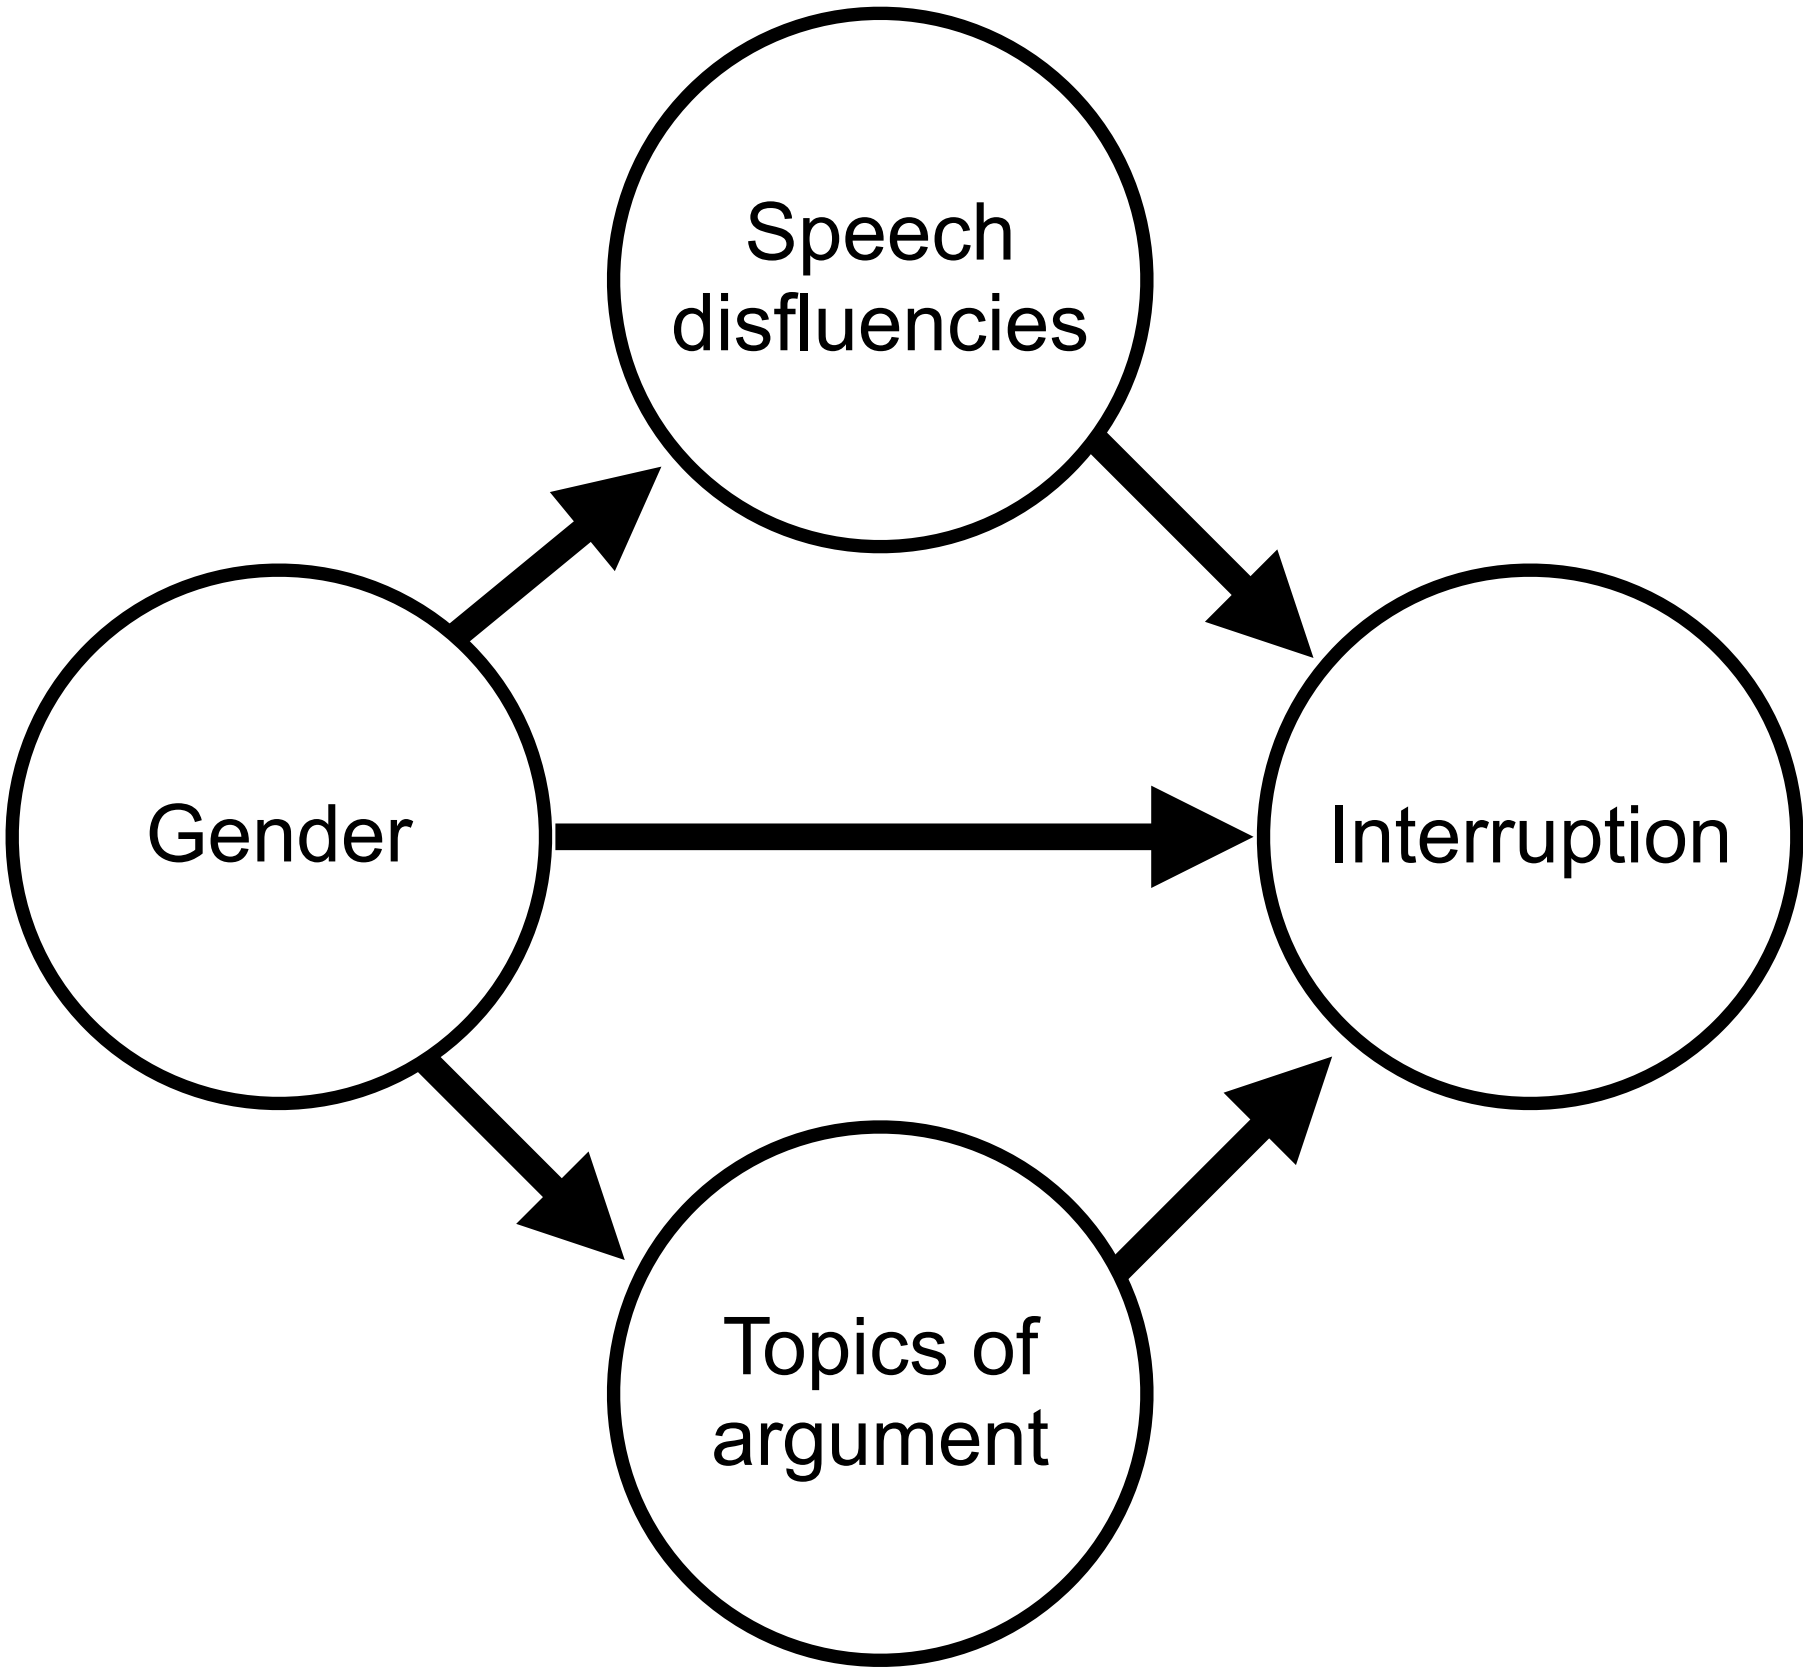 Speech
disfluencies
Gender
Interruption
Topics of
argument